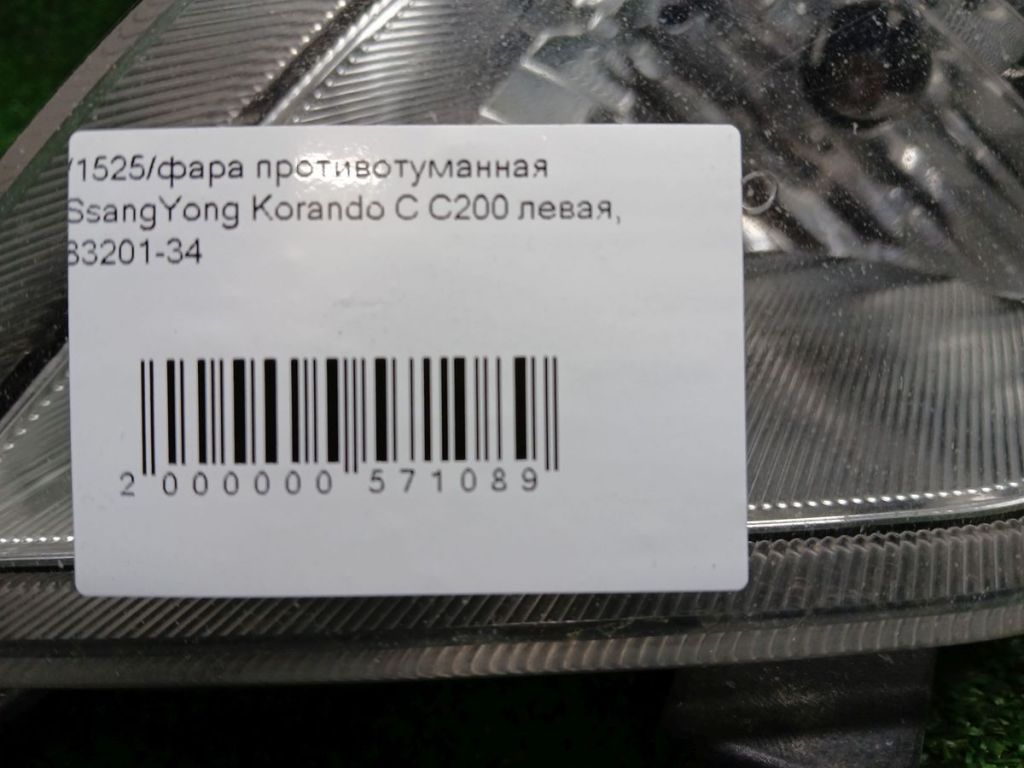 /1525/фара противотуманная
SsangYong Korando C C200 левая,
83201-34
2 000000 571089